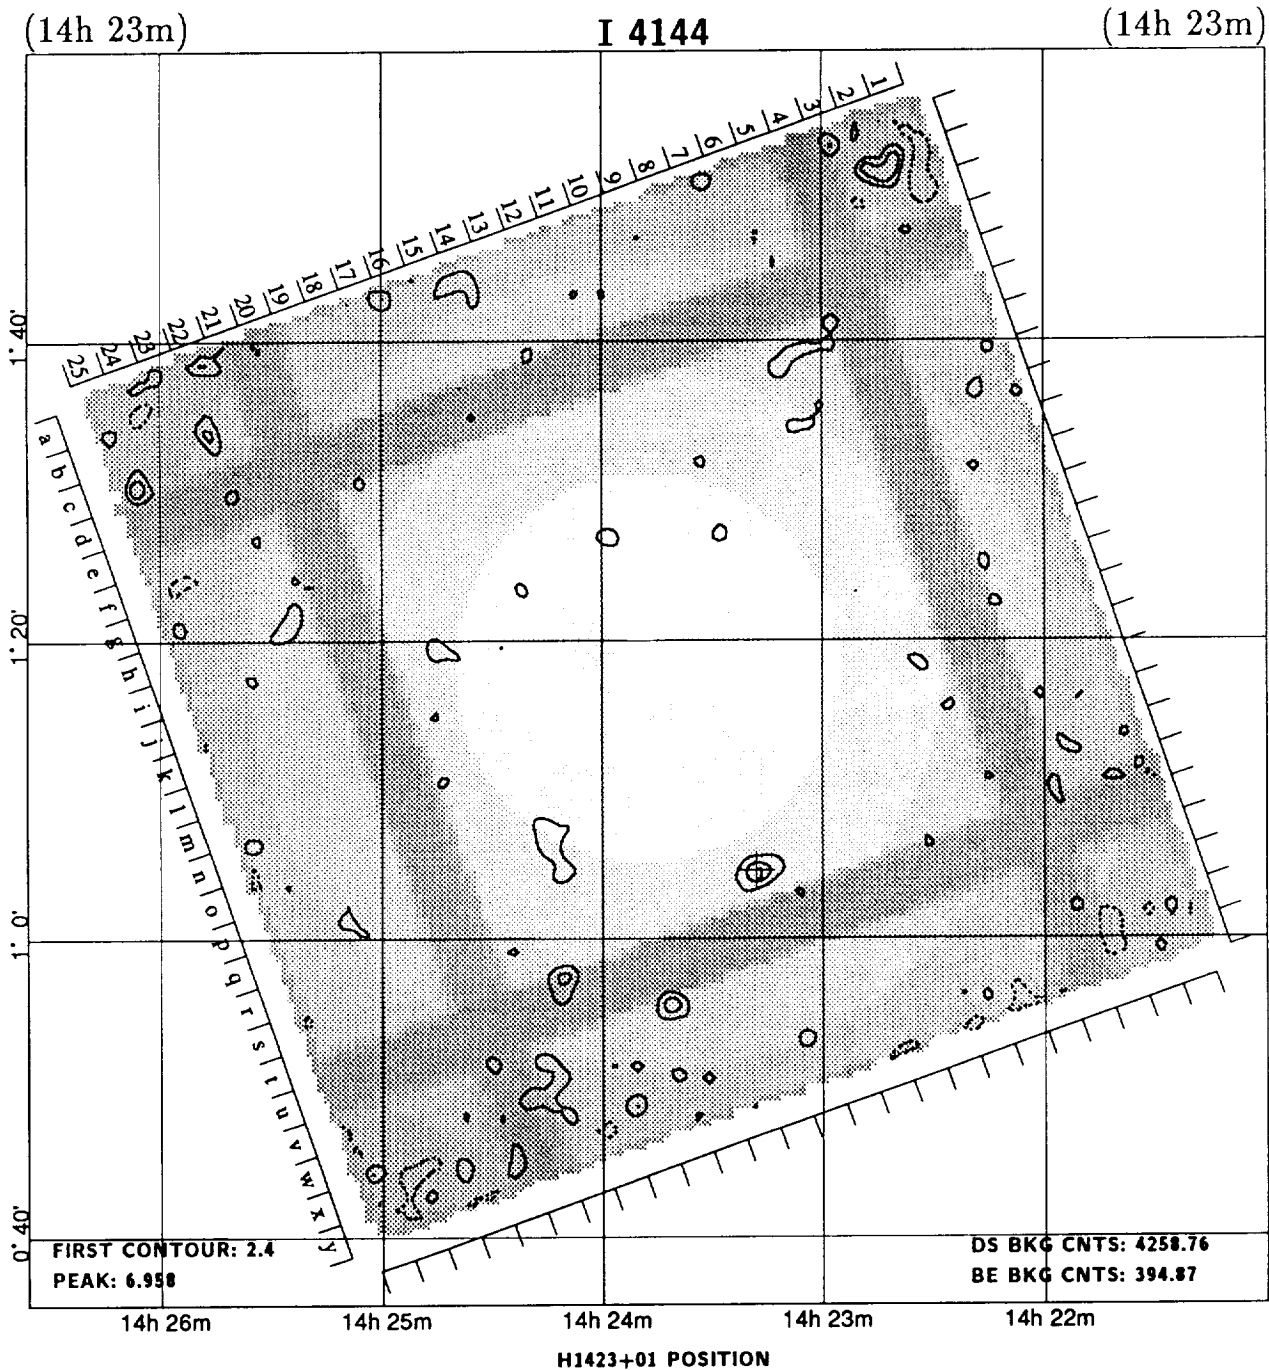 (14h 23m) I 4144 (14h 23m)
1 2 3 4 5 6 7 8 9 10 11 12 13 14 15 16 17 18 19 20 21 22 23 24 25
a b c d e f g h i j k l m n o p q r s t u v w x y
1° 40'
1° 20'
1° 0'
0° 40'
FIRST CONTOUR: 2.4
PEAK: 6.958
DS BKG CNTS: 4258.76
BE BKG CNTS: 394.87
14h 26m 14h 25m 14h 24m 14h 23m 14h 22m
H1423+01 POSITION